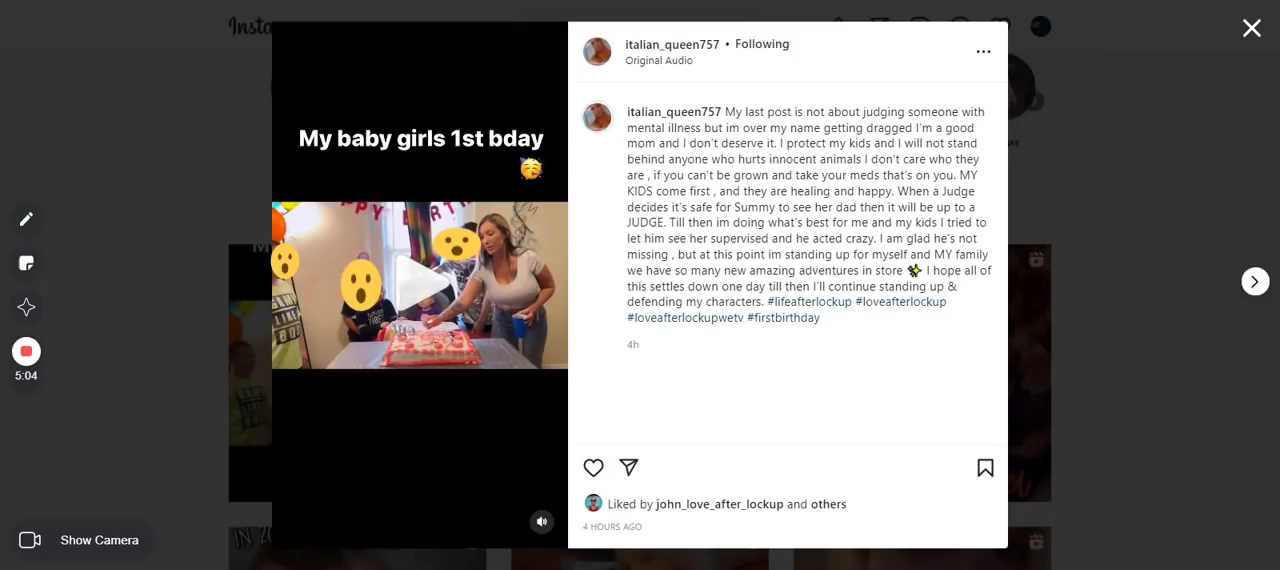 Insta
italian_queen757 • Following
Original Audio
My baby girls 1st bday
italian_queen757 My last post is not about judging someone with
mental illness but im over my name getting dragged I'm a good
mom and I don't deserve it. I protect my kids and I will not stand
behind anyone who hurts innocent animals I don't care who they
are , if you can't be grown and take your meds that's on you. MY
KIDS come first , and they are healing and happy. When a Judge
decides it's safe for Summy to see her dad then it will be up to a
JUDGE. Till then im doing what's best for me and my kids I tried to
let him see her supervised and he acted crazy. I am glad he's not
missing , but at this point im standing up for myself and MY family
we have so many new amazing adventures in store ✨ I hope all of
this settles down one day till then I'll continue standing up &
defending my characters. #lifeafterlockup #loveafterlockup
#loveafterlockupwetv #firstbirthday
4h
5:04
Liked by john_love_after_lockup and others
4 HOURS AGO
Show Camera